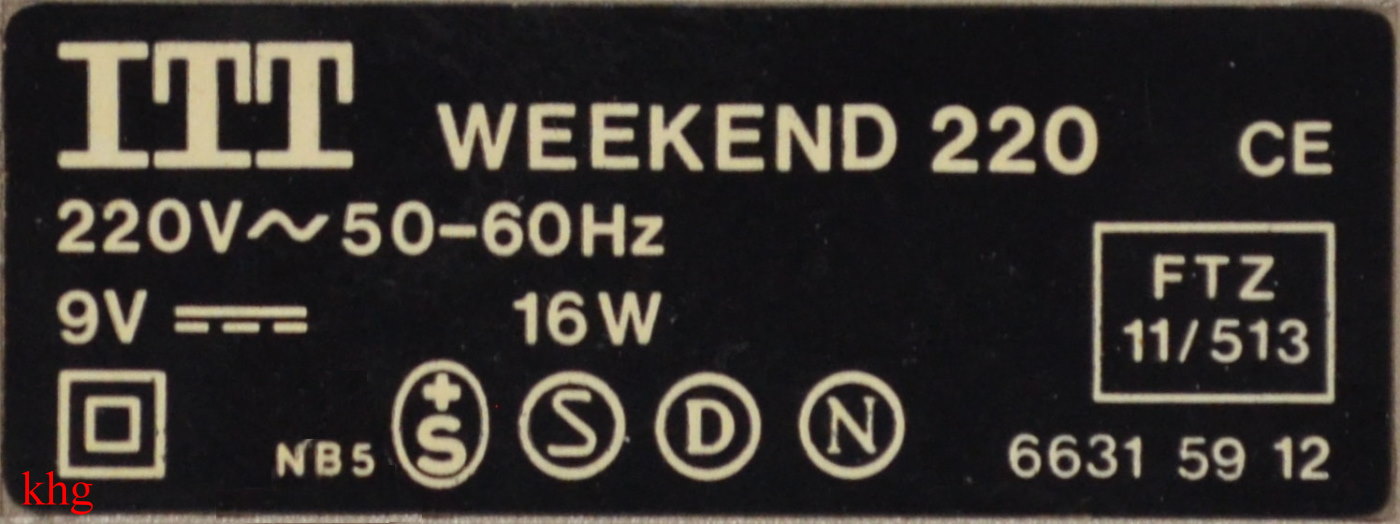 ITT WEEKEND 220 CE
220V~50-60Hz
9V 16W
FTZ
11/513
NB5 +S S D N 6631 59 12
khg